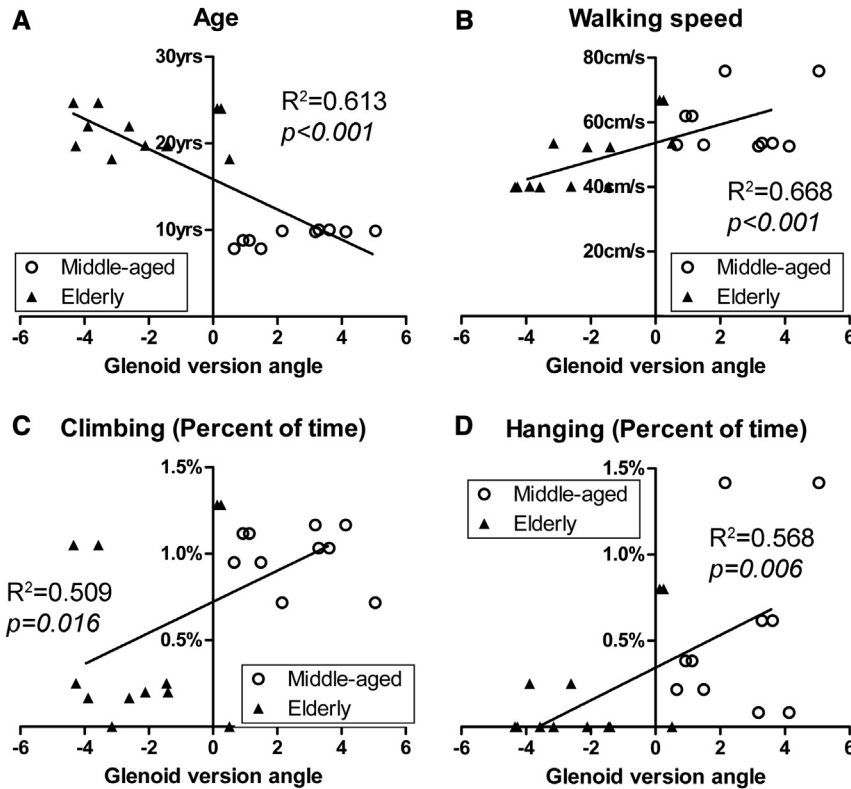 A
Age
30yrs
R²=0.613
p<0.001
20yrs
10yrs
Middle-aged
Elderly
-6 -4 -2 0 2 4 6
Glenoid version angle
B
Walking speed
80cm/s
60cm/s
40cm/s
R²=0.668
p<0.001
20cm/s
Middle-aged
Elderly
-6 -4 -2 0 2 4 6
Glenoid version angle
C
Climbing (Percent of time)
1.5%
1.0%
R²=0.509
p=0.016
0.5%
Middle-aged
Elderly
-6 -4 -2 0 2 4 6
Glenoid version angle
D
Hanging (Percent of time)
1.5%
Middle-aged
Elderly
1.0%
R²=0.568
p=0.006
0.5%
-6 -4 -2 0 2 4 6
Glenoid version angle